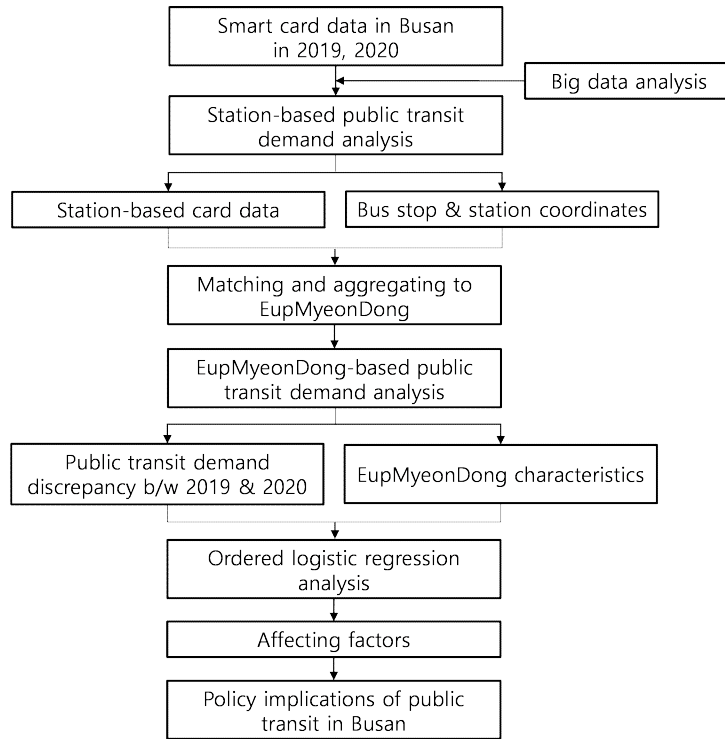 Smart card data in Busan
in 2019, 2020
Big data analysis
Station-based public transit
demand analysis
Station-based card data
Bus stop & station coordinates
Matching and aggregating to
EupMyeonDong
EupMyeonDong-based public
transit demand analysis
Public transit demand
discrepancy b/w 2019 & 2020
EupMyeonDong characteristics
Ordered logistic regression
analysis
Affecting factors
Policy implications of public
transit in Busan